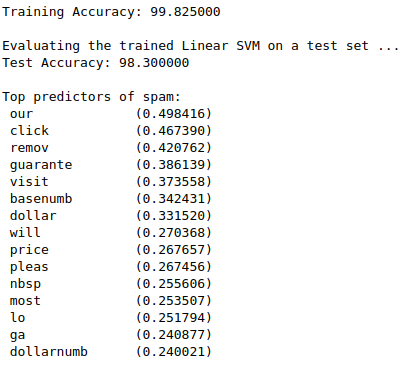 Training Accuracy: 99.825000
Evaluating the trained Linear SVM on a test set ...
Test Accuracy: 98.300000
Top predictors of spam:
our (0.498416)
click (0.467390)
remov (0.420762)
guarante (0.386139)
visit (0.373558)
basenumb (0.342431)
dollar (0.331520)
will (0.270368)
price (0.267657)
pleas (0.267456)
nbsp (0.255606)
most (0.253507)
lo (0.251794)
ga (0.240877)
dollarnumb (0.240021)